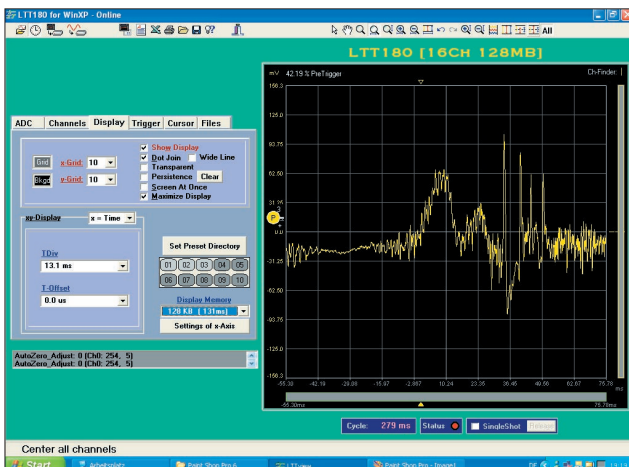 LTT180 for WinXP - Online
All
LTT180 [16CH 128MB]
mV 42.19 % PreTrigger
Ch-Finder:
ADC Channels Display Trigger Cursor Files
Show Display
Dot Join Wide Line
Transparent
Persistence Clear
Screen At Once
Maximize Display
Grid x-Grid: 10
Bkgd y-Grid: 10
xy-Display x = Time
TDiv
13.1 ms
T-Offset
0.0 us
Set Preset Directory
01 02 03 04 05
06 07 08 09 10
Display Memory
128 KB ( 131ms)
Settings of x-Axis
AutoZero_Adjust: 0 (Ch0: 254, 5)
AutoZero_Adjust: 0 (Ch0: 254, 5)
156.3
125.0
93.75
62.50
31.25
P
0.0
-31.25
-62.50
-93.75
-125.0
-156.3
-55.30 -42.19 -29.08 -15.97 -2.867 10.24 23.35 36.46 49.56 62.67 75.78
ms
-55.30ms 75.78ms
Cycle: 279 ms Status SingleShot
Center all channels
Start Arbeitsplatz Paint Shop Pro 6 LTTview Paint Shop Pro - Image1 DE